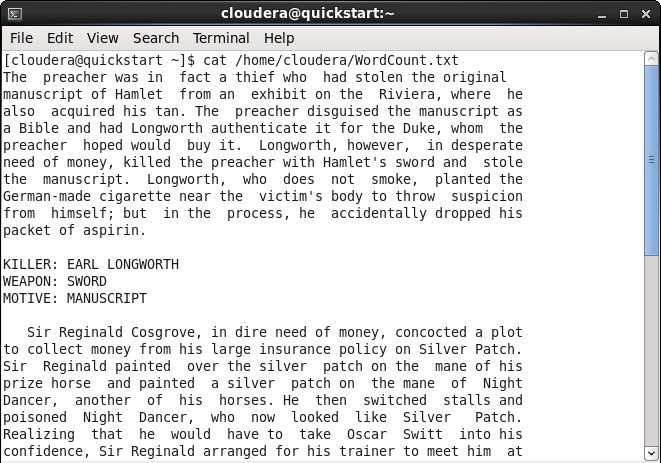 cloudera@quickstart:~
File Edit View Search Terminal Help
[cloudera@quickstart ~]$ cat /home/cloudera/WordCount.txt
The  preacher was in  fact a thief who  had stolen the original
manuscript of Hamlet  from an  exhibit on the  Riviera, where  he
also  acquired his tan. The  preacher disguised the manuscript as
a Bible and had Longworth authenticate it for the Duke, whom  the
preacher  hoped would  buy it.  Longworth, however,  in desperate
need of money, killed the preacher with Hamlet's sword and  stole
the  manuscript.  Longworth,  who  does  not  smoke,  planted the
German-made cigarette near the  victim's body to throw  suspicion
from  himself; but  in the  process, he  accidentally dropped his
packet of aspirin.
KILLER: EARL LONGWORTH
WEAPON: SWORD
MOTIVE: MANUSCRIPT
Sir Reginald Cosgrove, in dire need of money, concocted a plot
to collect money from his large insurance policy on Silver Patch.
Sir  Reginald painted  over the silver  patch on the  mane of his
prize horse  and painted  a silver  patch on  the mane  of  Night
Dancer,  another  of  his  horses. He  then  switched  stalls and
poisoned  Night  Dancer,  who  now  looked  like  Silver   Patch.
Realizing  that  he  would  have to  take  Oscar  Switt  into his
confidence, Sir Reginald arranged for his trainer to meet him  at